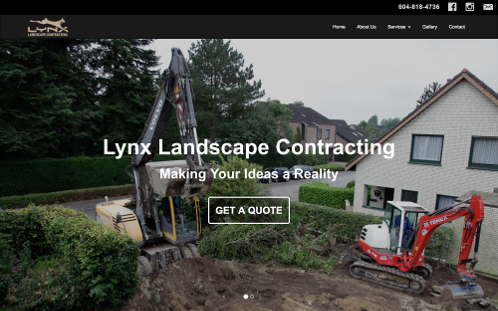 604-818-4736
LYNX
LANDSCAPE CONTRACTING
Home About Us Services Gallery Contact
Lynx Landscape Contracting
Making Your Ideas a Reality
GET A QUOTE
TEREX